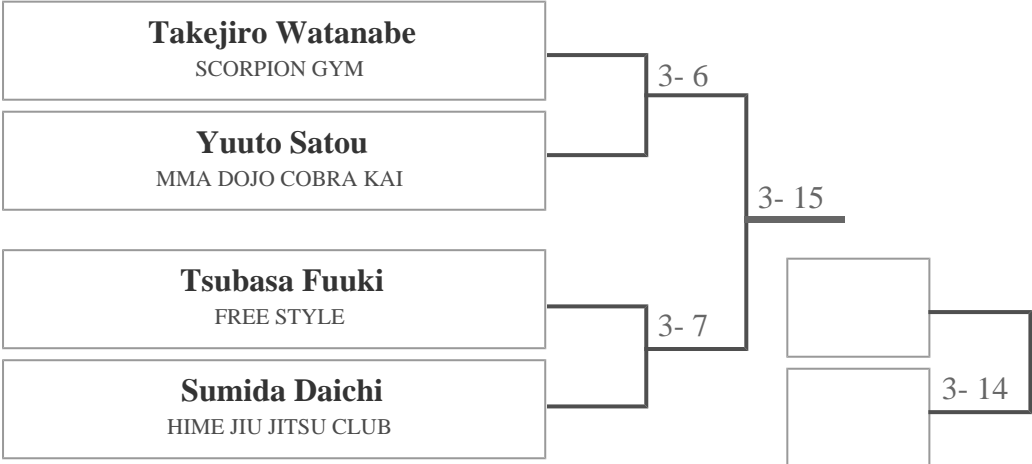 Takejiro Watanabe
SCORPION GYM
3- 6
Yuuto Satou
MMA DOJO COBRA KAI
3- 15
Tsubasa Fuuki
FREE STYLE
3- 7
Sumida Daichi
HIME JIU JITSU CLUB
3- 14